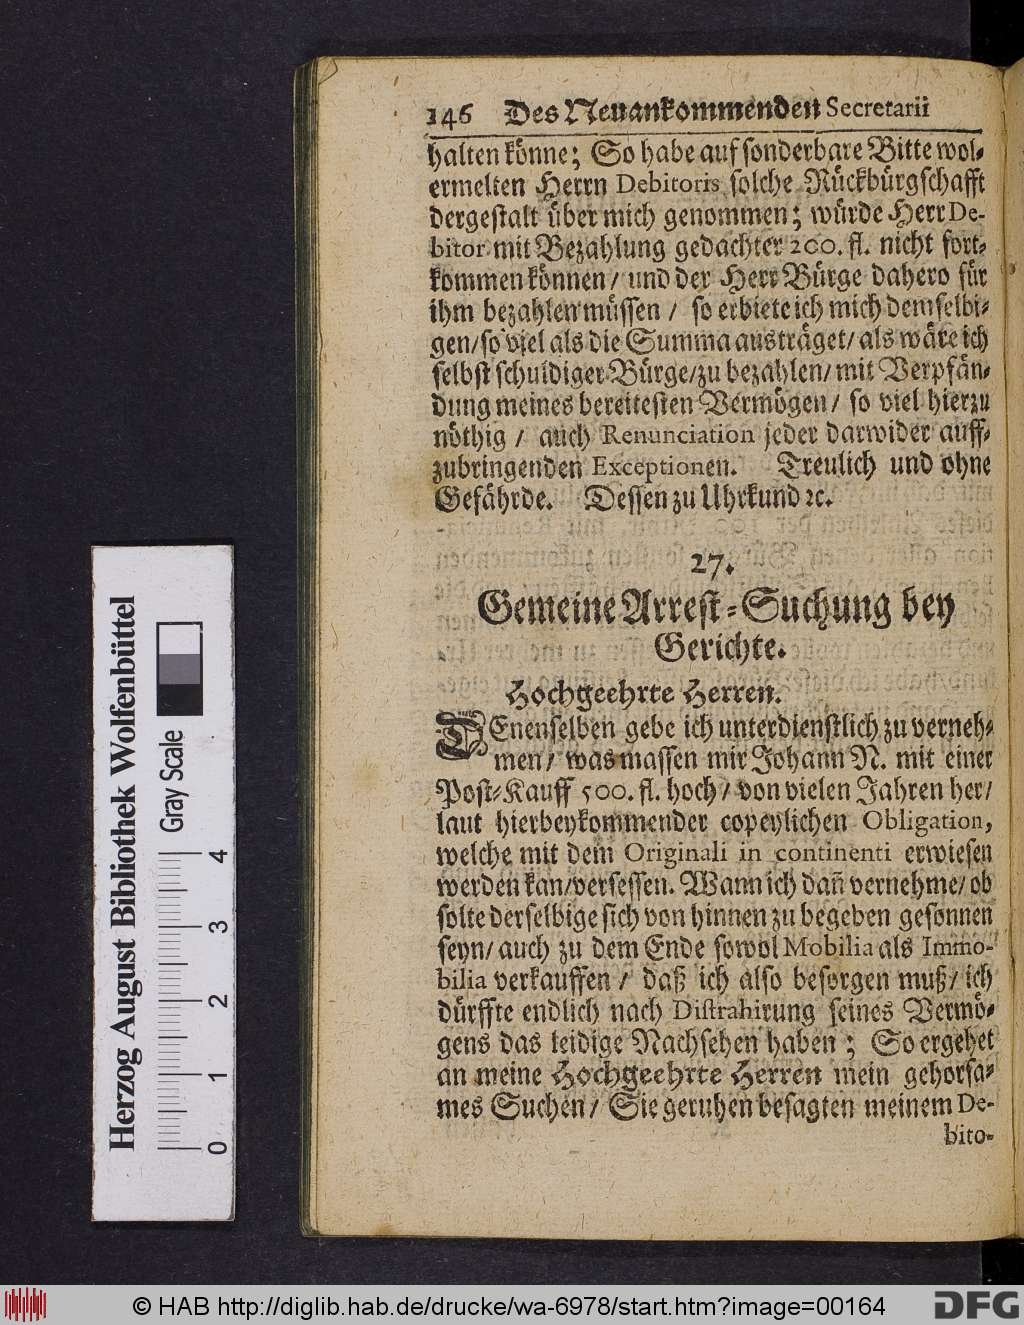 146 Des Neuankommenden Secretarii
halten könne; So habe auf sonderbare Bitte wol-
ermelten Herrn Debitoris solche Rückbürgschafft
dergestalt über mich genommen; würde Herr De-
bitor mit Bezahlung gedachter 200. fl. nicht fort-
kommen können / und der Herr Bürge dahero für
ihm bezahlen müssen / so erbiete ich mich demselbi-
gen / so viel als die Summa austräget / als wäre ich
selbst schuldiger Bürge / zu bezahlen / mit Verpfän-
dung meines bereitesten Vermögen / so viel hierzu
nöthig / auch Renunciation jeder darwider auff-
zubringenden Exceptionen. Treulich und ohne
Gefährde. Dessen zu Uhrkund ꝛc.
27.
Gemeine Arrest-Suchung bey
Gerichte.
Hochgeehrte Herren.
DEnenselben gebe ich unterdienstlich zu verneh-
men / was massen mir Johann N. mit einer
Post-Kauff 500. fl. hoch / von vielen Jahren her /
laut hierbeykommender copeylichen Obligation,
welche mit dem Originali in continenti erwiesen
werden kan / versessen. Wann ich dañ vernehme / ob
solte derselbige sich von hinnen zu begeben gesonnen
seyn / auch zu dem Ende sowol Mobilia als Immo-
bilia verkauffen / daß ich also besorgen muß / ich
dürffte endlich nach Distrahirung seines Vermö-
gens das leidige Nachsehen haben; So ergehet
an meine Hochgeehrte Herren mein gehorsa-
mes Suchen / Sie geruhen besagten meinem De-
bito-
Herzog August Bibliothek Wolfenbüttel
Gray Scale
0 1 2 3 4
© HAB http://diglib.hab.de/drucke/wa-6978/start.htm?image=00164
DFG